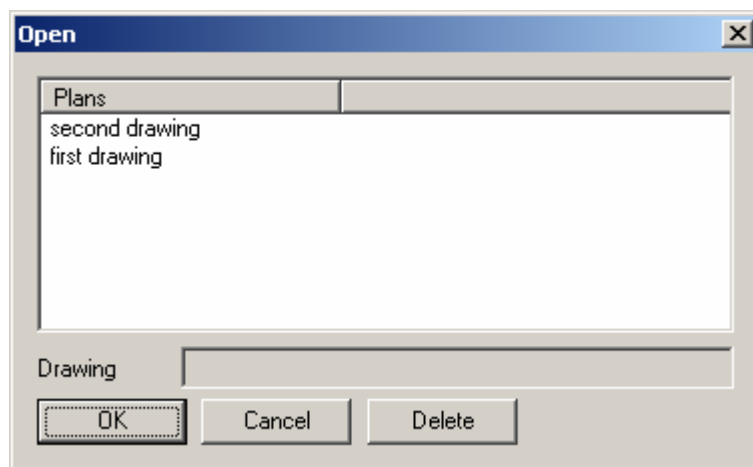 Open
Plans
second drawing
first drawing
Drawing
OK Cancel Delete